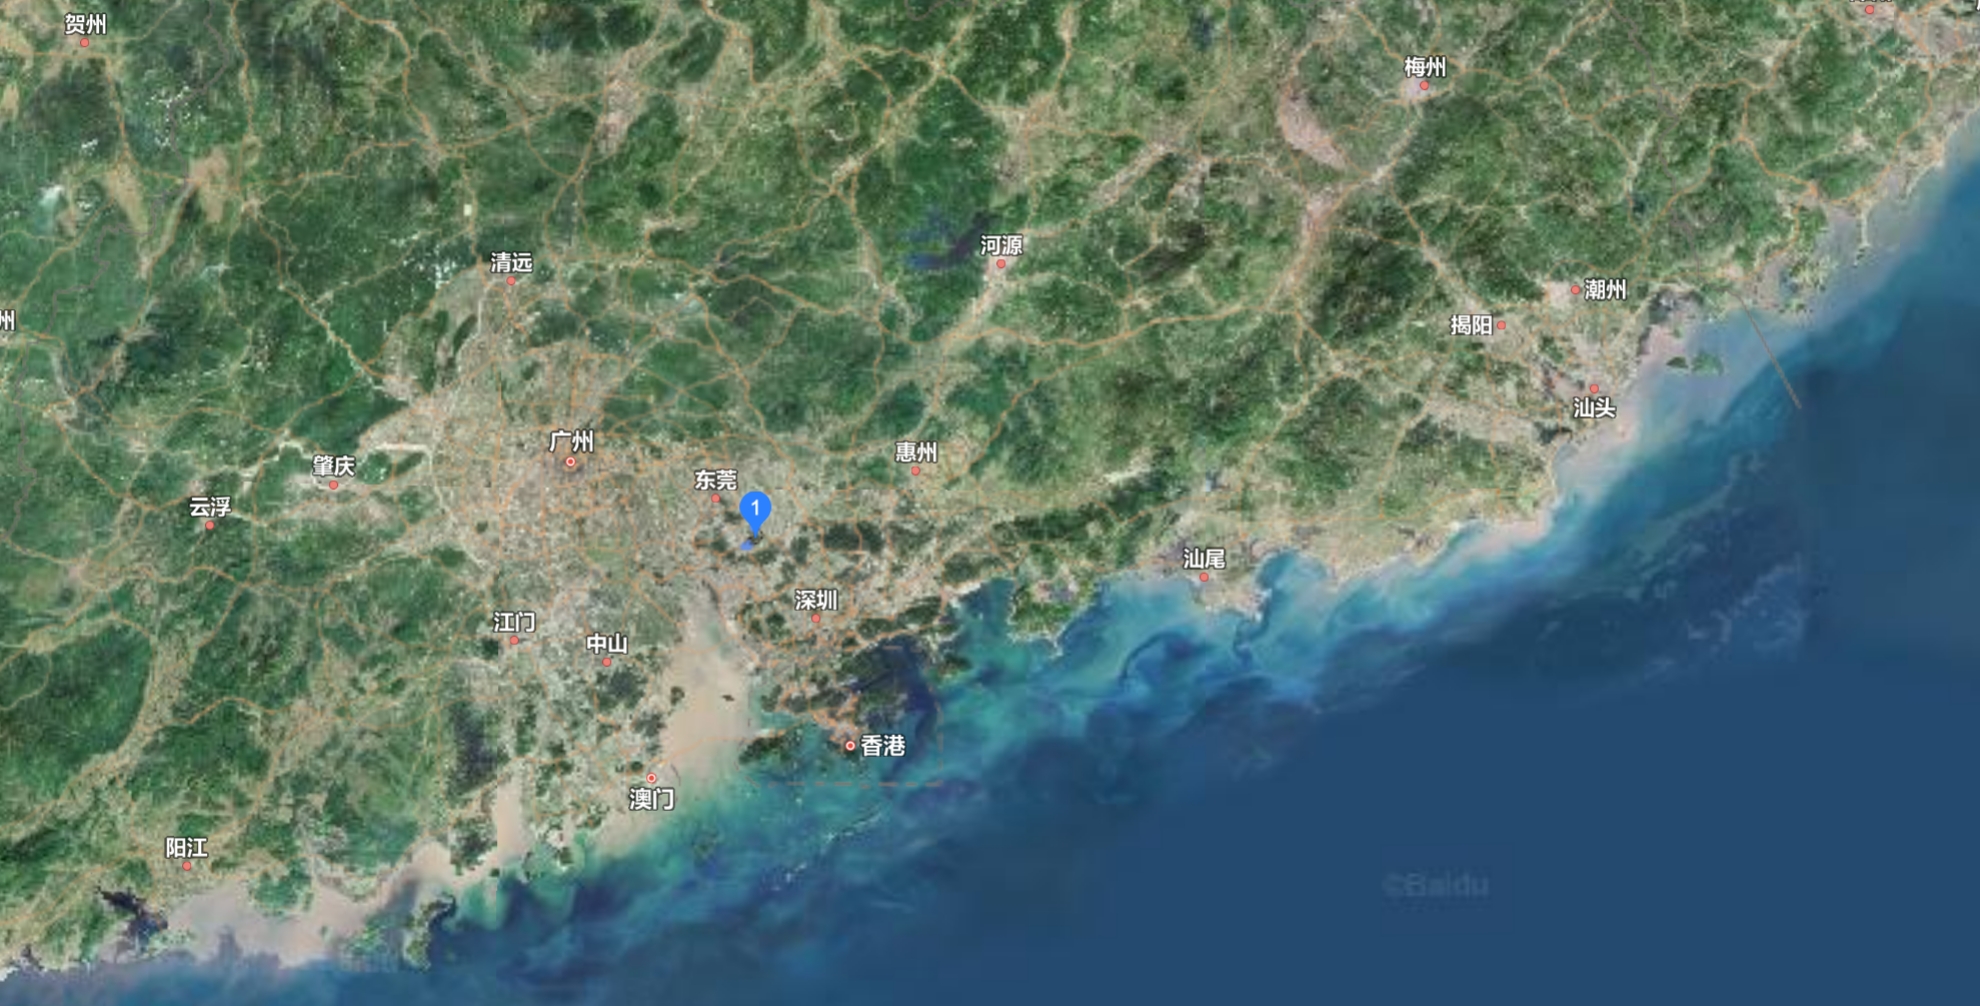 贺州
梅州
河源
清远
潮州
州
揭阳
汕头
广州
惠州
肇庆
东莞
云浮
1
汕尾
深圳
江门
中山
香港
澳门
阳江
©Baidu